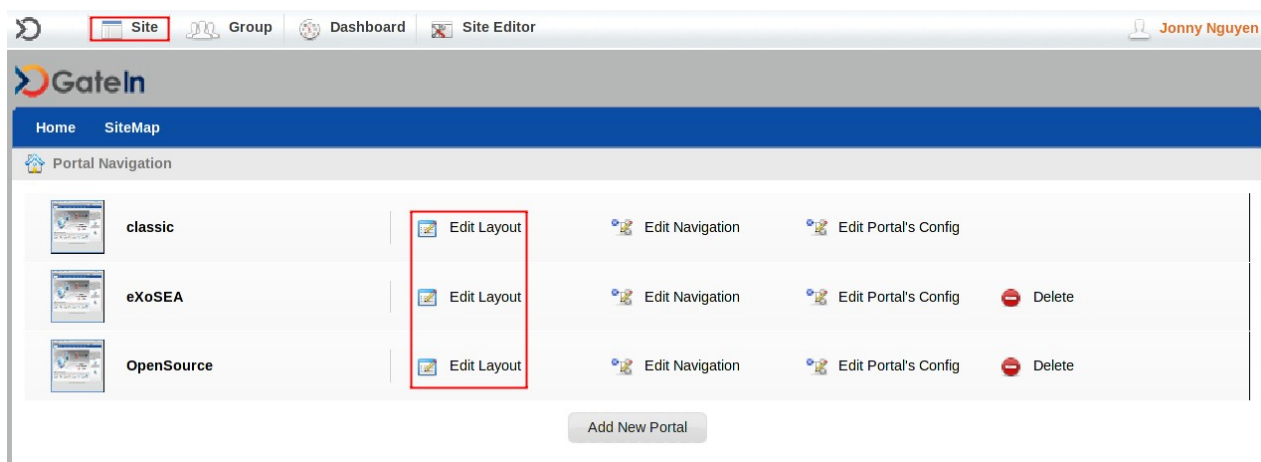 Site Group Dashboard Site Editor Jonny Nguyen
GateIn
Home SiteMap
Portal Navigation
classic Edit Layout Edit Navigation Edit Portal's Config
eXoSEA Edit Layout Edit Navigation Edit Portal's Config Delete
OpenSource Edit Layout Edit Navigation Edit Portal's Config Delete
Add New Portal